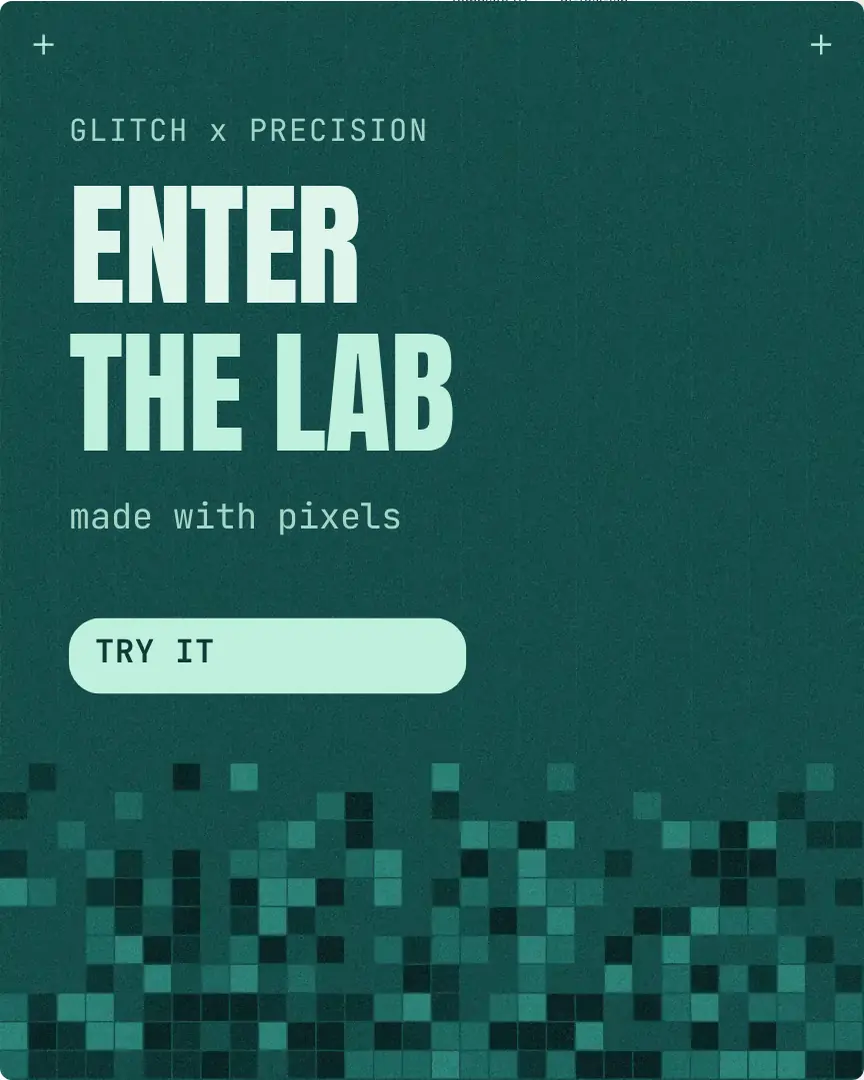 GLITCH x PRECISION
ENTER
THE LAB
made with pixels
TRY IT